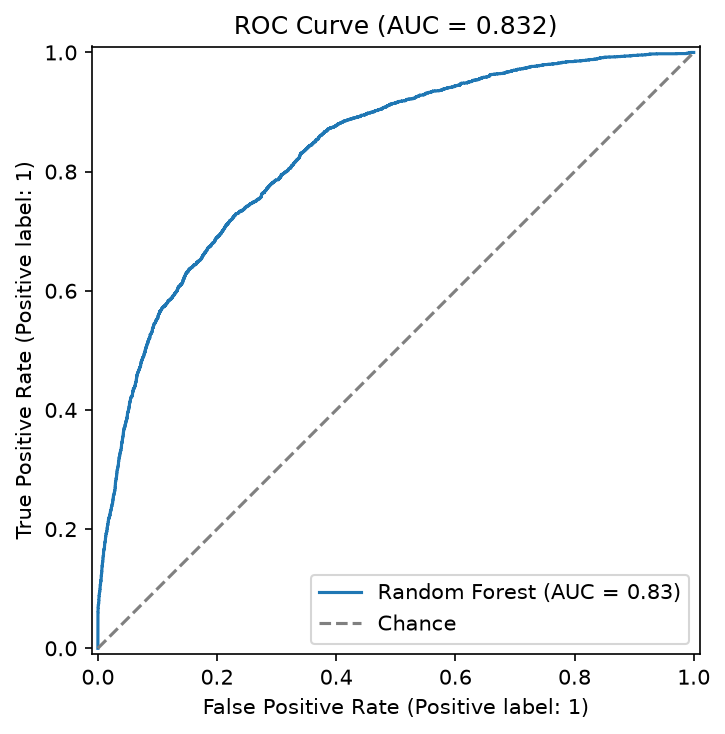 ROC Curve (AUC = 0.832)
True Positive Rate (Positive label: 1)
1.0
0.8
0.6
0.4
0.2
0.0
Random Forest (AUC = 0.83)
Chance
0.0 0.2 0.4 0.6 0.8 1.0
False Positive Rate (Positive label: 1)